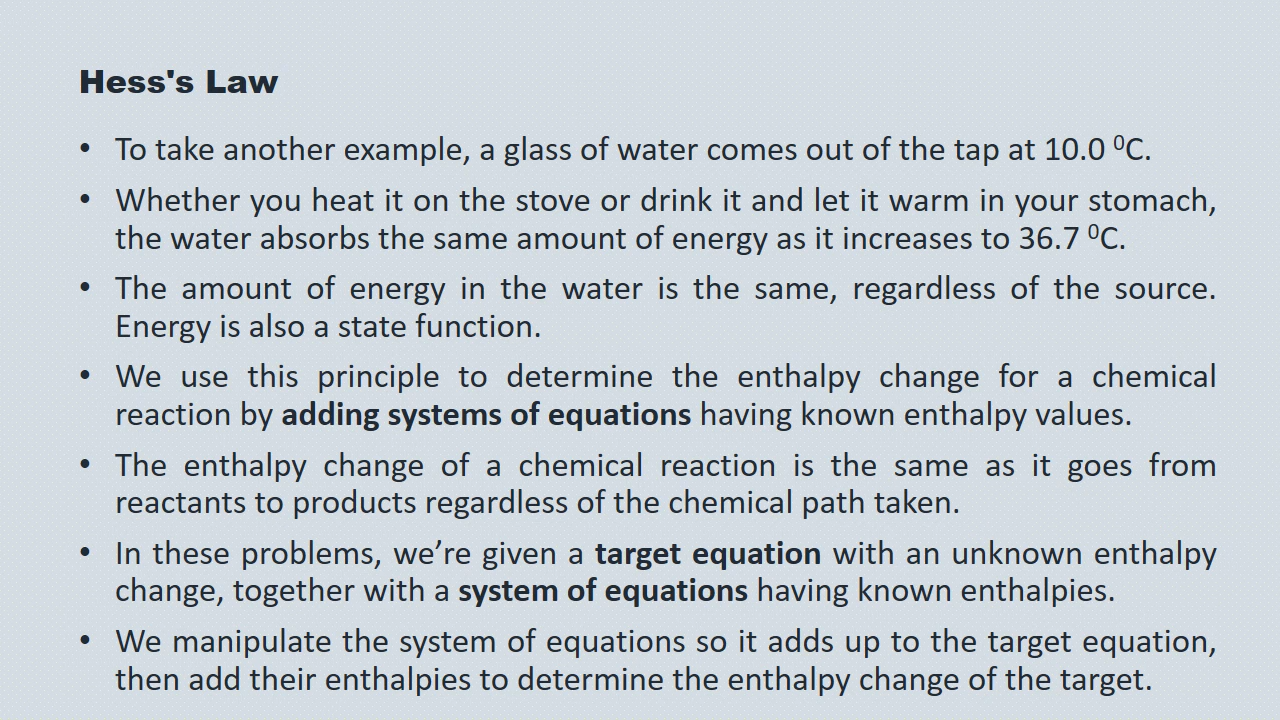 Hess's Law
• To take another example, a glass of water comes out of the tap at 10.0 ⁰C.
• Whether you heat it on the stove or drink it and let it warm in your stomach,
the water absorbs the same amount of energy as it increases to 36.7 ⁰C.
• The amount of energy in the water is the same, regardless of the source.
Energy is also a state function.
• We use this principle to determine the enthalpy change for a chemical
reaction by adding systems of equations having known enthalpy values.
• The enthalpy change of a chemical reaction is the same as it goes from
reactants to products regardless of the chemical path taken.
• In these problems, we’re given a target equation with an unknown enthalpy
change, together with a system of equations having known enthalpies.
• We manipulate the system of equations so it adds up to the target equation,
then add their enthalpies to determine the enthalpy change of the target.